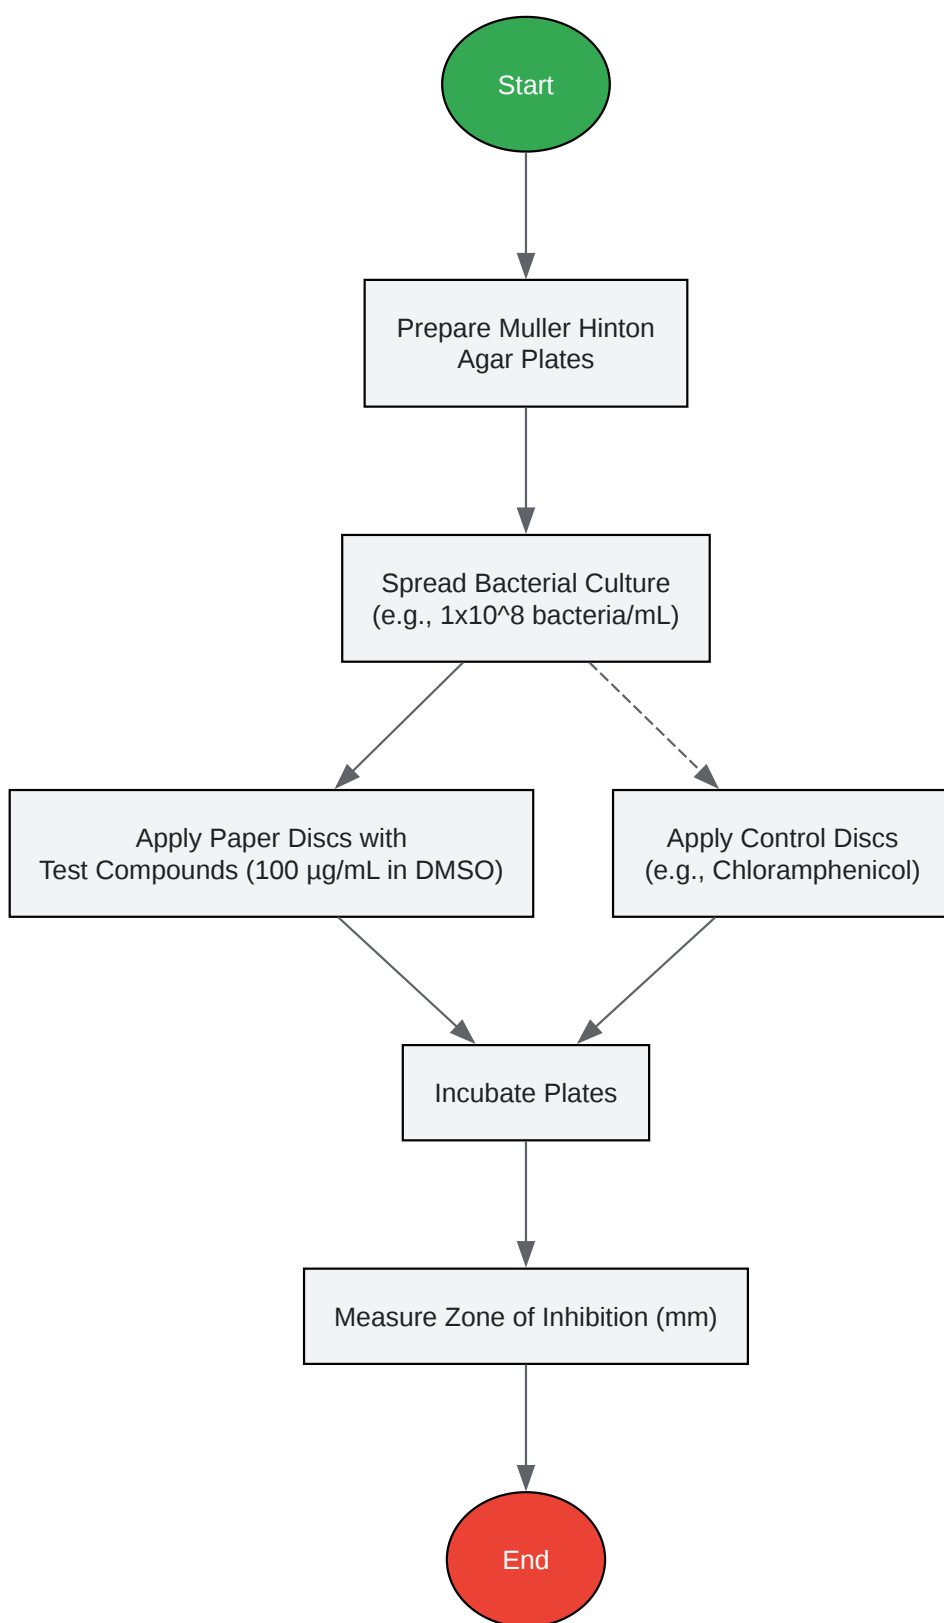 Start
Prepare Muller Hinton
Agar Plates
Spread Bacterial Culture
(e.g., 1x10^8 bacteria/mL)
Apply Paper Discs with
Test Compounds (100 µg/mL in DMSO)
Apply Control Discs
(e.g., Chloramphenicol)
Incubate Plates
Measure Zone of Inhibition (mm)
End